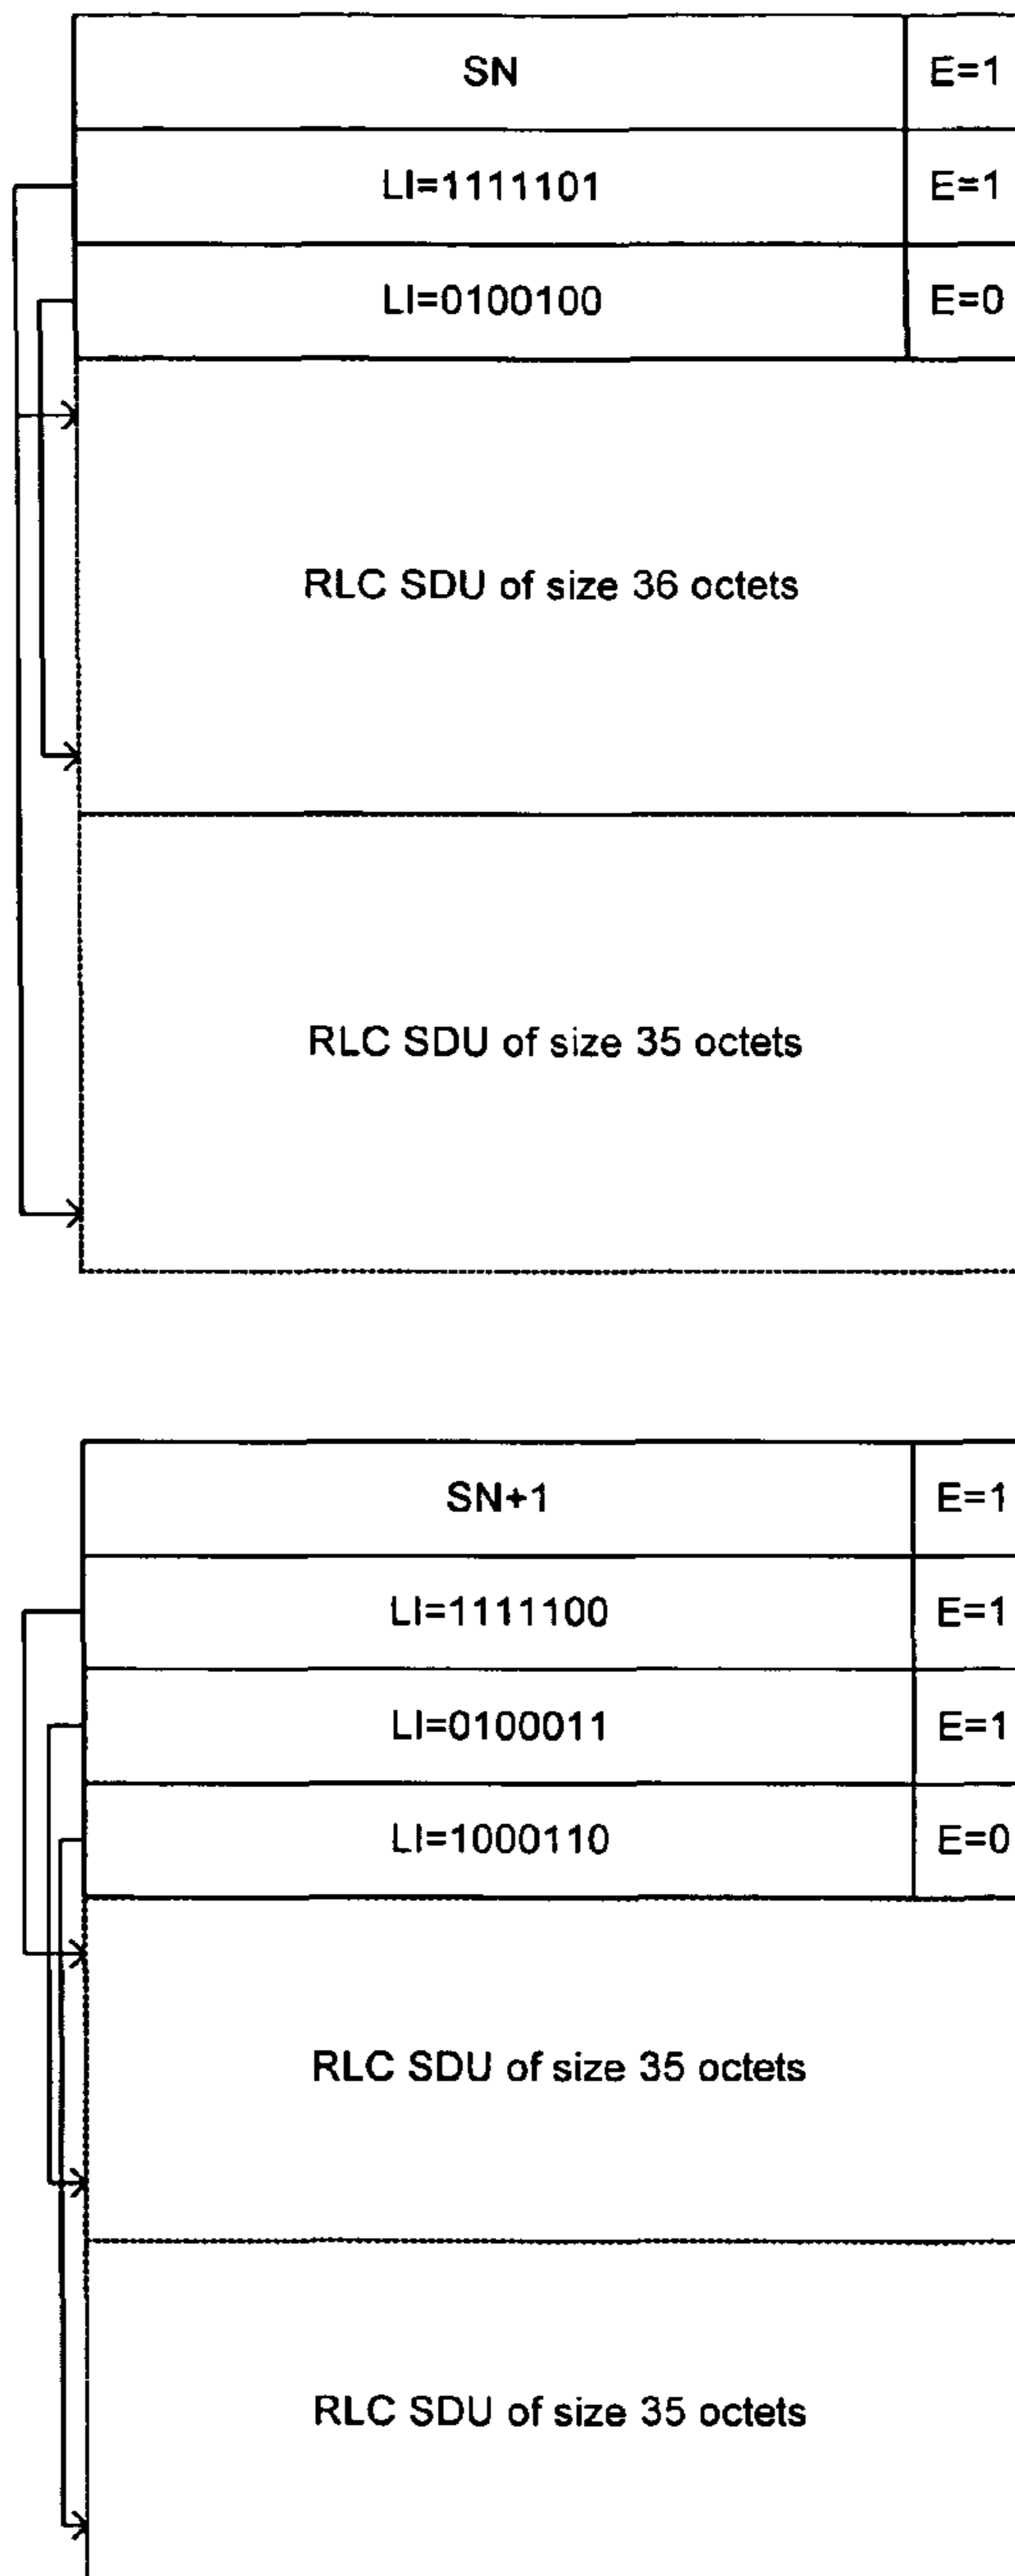 SN E=1
LI=1111101 E=1
LI=0100100 E=0
RLC SDU of size 36 octets
RLC SDU of size 35 octets
SN+1 E=1
LI=1111100 E=1
LI=0100011 E=1
LI=1000110 E=0
RLC SDU of size 35 octets
RLC SDU of size 35 octets